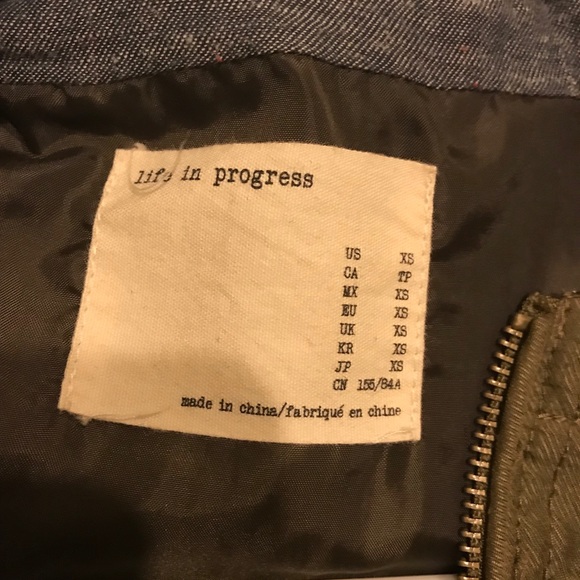 life in progress
US XS
CA TP
MX XS
EU XS
UK XS
KR XS
JP XS
CN 155/84A
made in china/fabriqué en chine